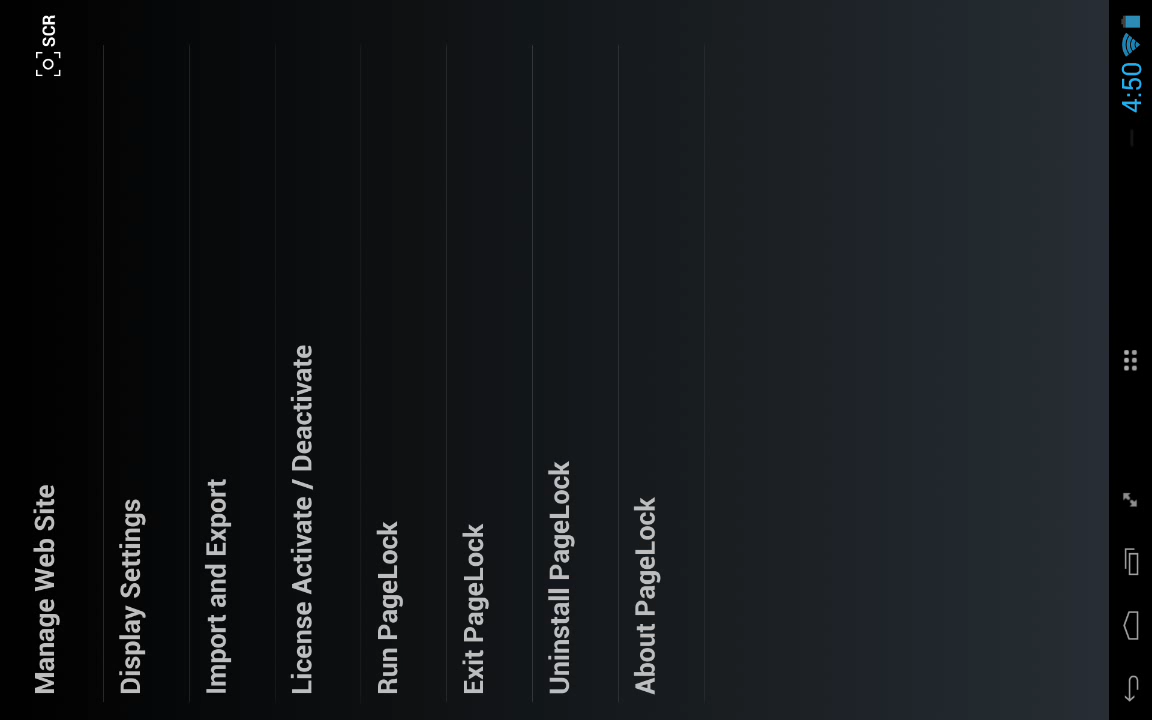 Manage Web Site
SCR
Display Settings
Import and Export
License Activate / Deactivate
Run PageLock
Exit PageLock
Uninstall PageLock
About PageLock
4:50